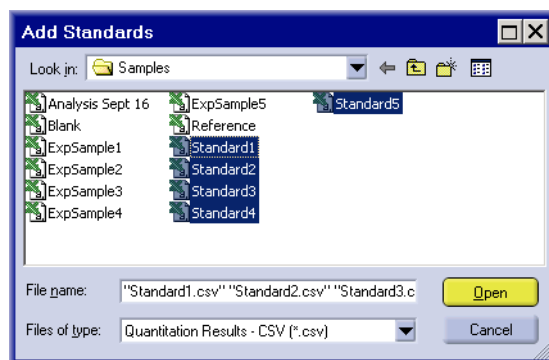 Add Standards
Look in: Samples
Analysis Sept 16 ExpSample5 Standard5
Blank Reference
ExpSample1 Standard1
ExpSample2 Standard2
ExpSample3 Standard3
ExpSample4 Standard4
File name: "Standard1.csv" "Standard2.csv" "Standard3.c Open
Files of type: Quantitation Results - CSV (*.csv) Cancel